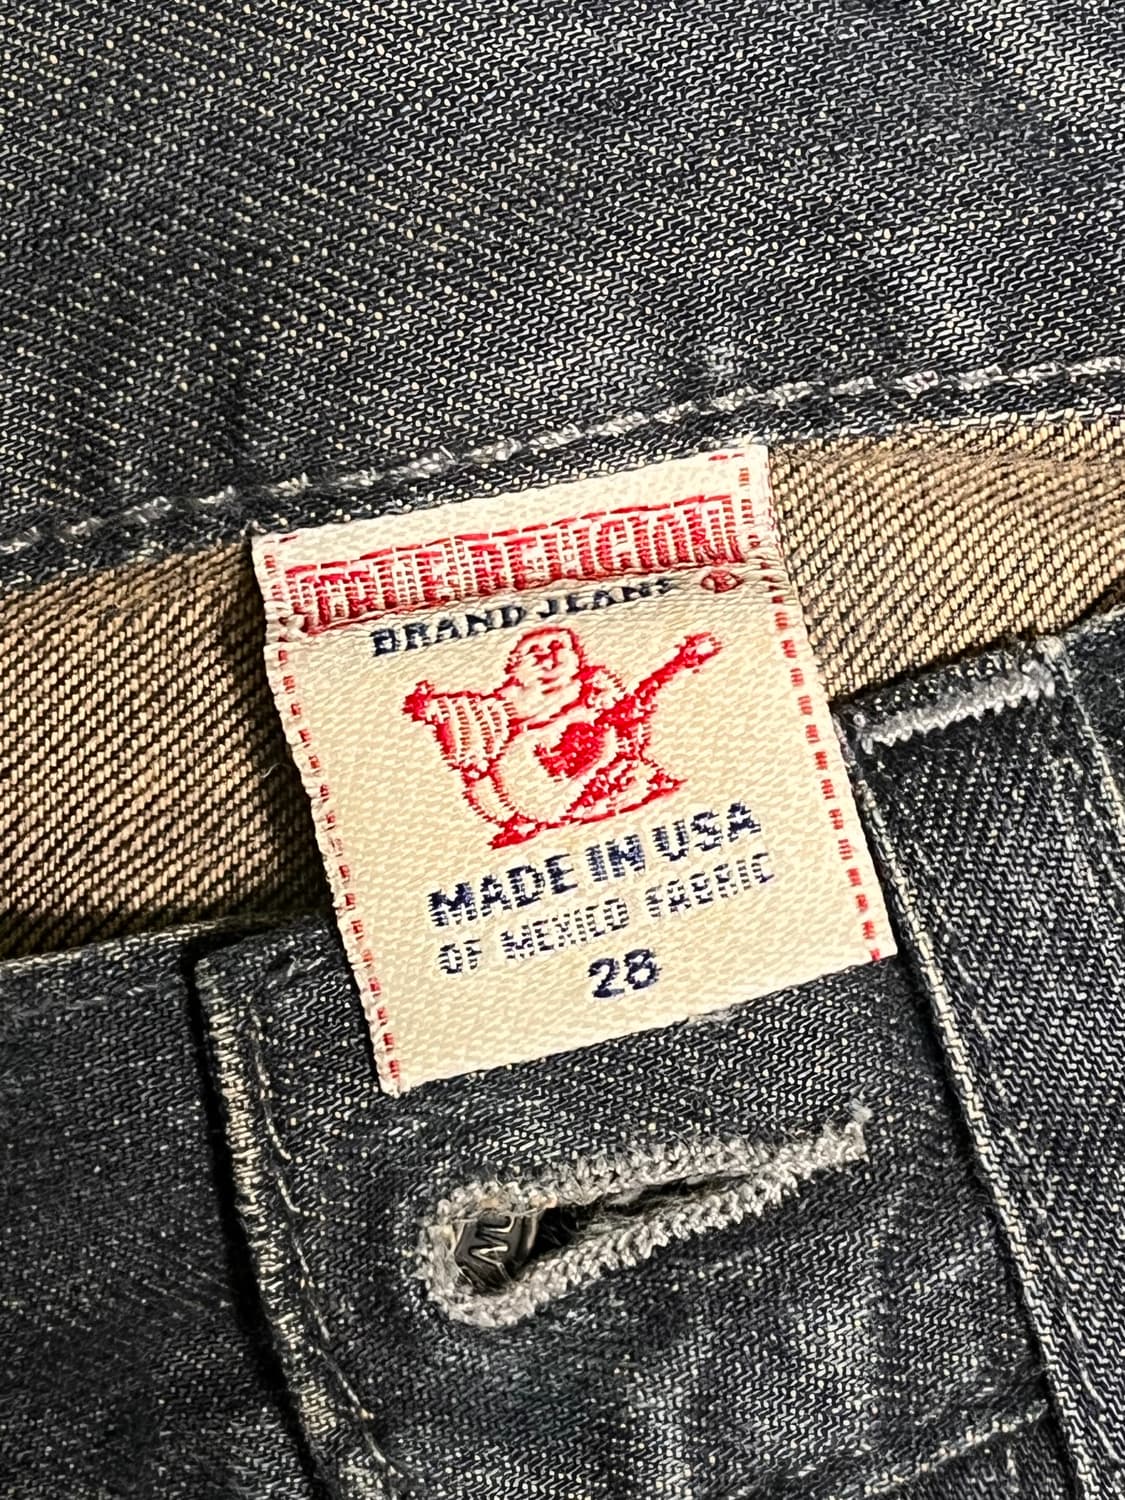 TRUE RELIGION
BRAND JEANS ®
MADE IN USA
OF MEXICO FABRIC
28